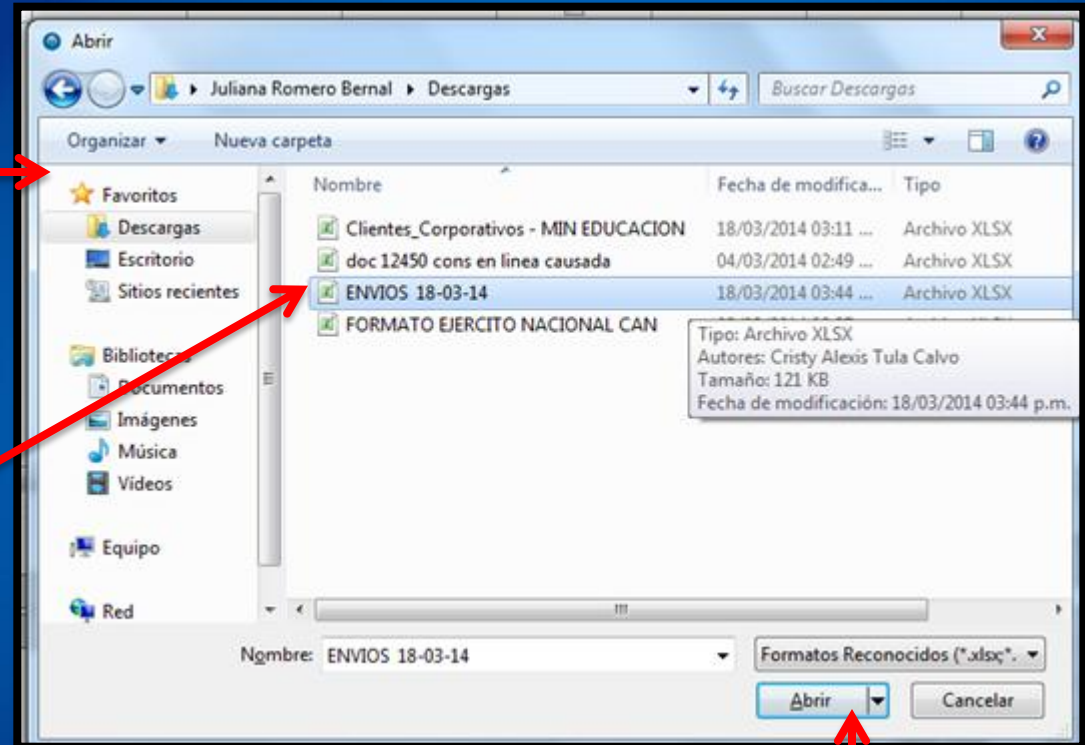 Abrir
Juliana Romero Bernal ▸ Descargas
Buscar Descargas
Organizar
Nueva carpeta
Favoritos
Descargas
Escritorio
Sitios recientes
Bibliotecas
Documentos
Imágenes
Música
Vídeos
Equipo
Red
Nombre Fecha de modifica... Tipo
Clientes_Corporativos - MIN EDUCACION 18/03/2014 03:11 ... Archivo XLSX
doc 12450 cons en linea causada 04/03/2014 02:49 ... Archivo XLSX
ENVIOS 18-03-14 18/03/2014 03:44 ... Archivo XLSX
FORMATO EJERCITO NACIONAL CAN
Tipo: Archivo XLSX
Autores: Cristy Alexis Tula Calvo
Tamaño: 121 KB
Fecha de modificación: 18/03/2014 03:44 p.m.
Nombre: ENVIOS 18-03-14
Formatos Reconocidos (*.xlsx;*.
Abrir
Cancelar